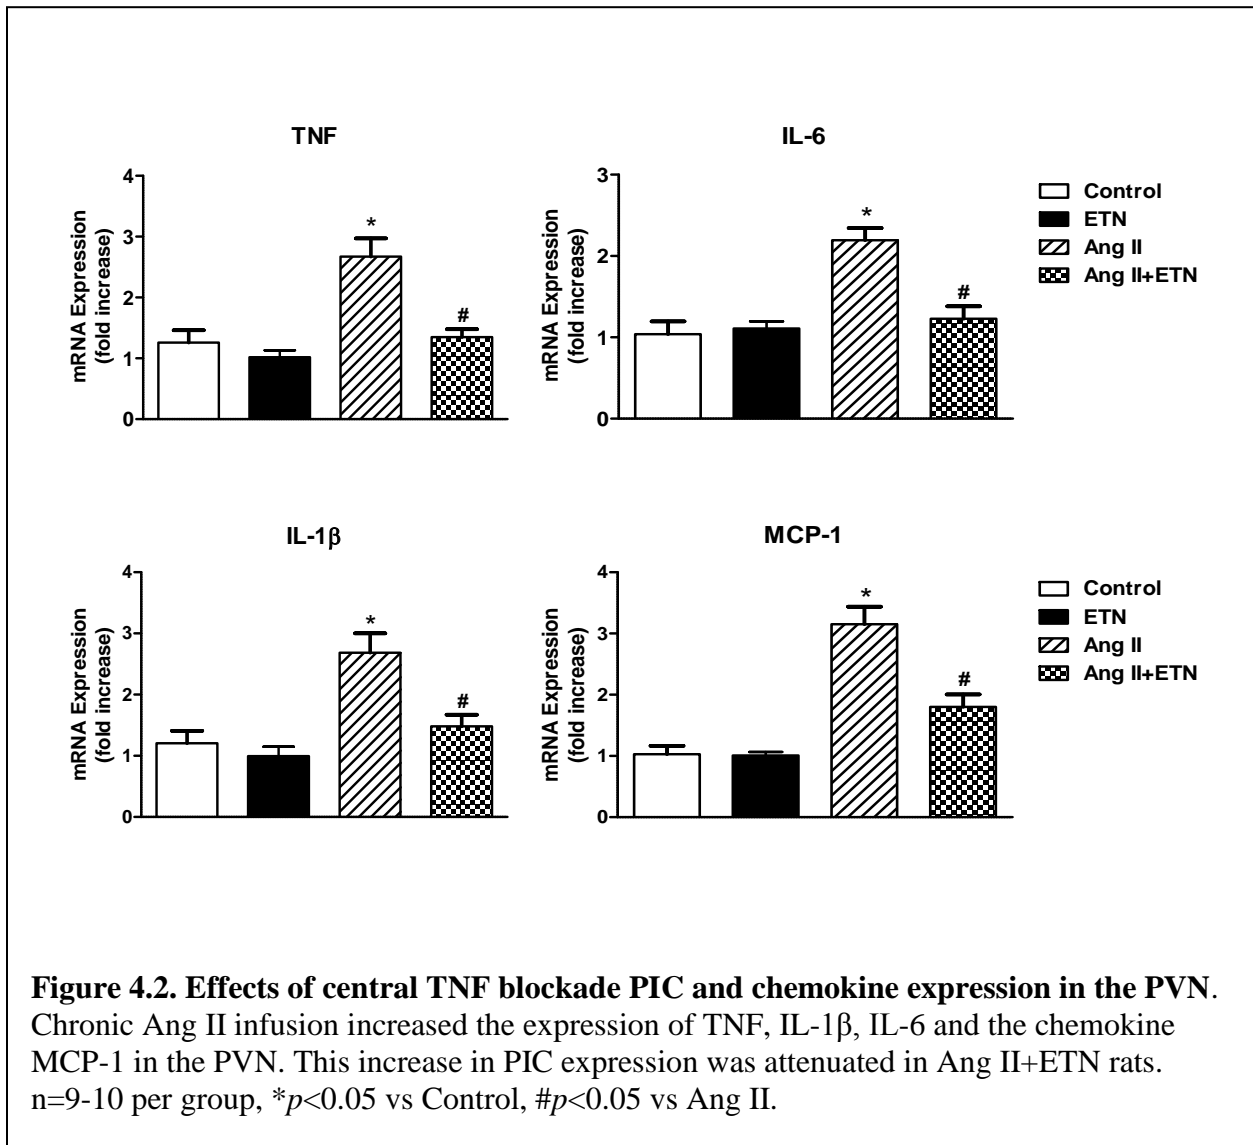 TNF
mRNA Expression
(fold increase)
4
3
2
1
0
*
#
IL-6
mRNA Expression
(fold increase)
3
2
1
0
*
#
Control
ETN
Ang II
Ang II+ETN
IL-1β
mRNA Expression
(fold increase)
4
3
2
1
0
*
#
MCP-1
mRNA Expression
(fold increase)
4
3
2
1
0
*
#
Control
ETN
Ang II
Ang II+ETN
Figure 4.2. Effects of central TNF blockade PIC and chemokine expression in the PVN.
Chronic Ang II infusion increased the expression of TNF, IL-1β, IL-6 and the chemokine
MCP-1 in the PVN. This increase in PIC expression was attenuated in Ang II+ETN rats.
n=9-10 per group, *p<0.05 vs Control, #p<0.05 vs Ang II.